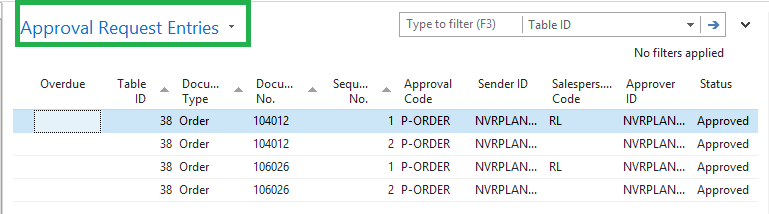 Approval Request Entries
Type to filter (F3) Table ID
No filters applied
Overdue Table ID Docu... Type Docu... No. Sequ... No. Approval Code Sender ID Salespers... Code Approver ID Status
38 Order 104012 1 P-ORDER NVRPLAN... RL NVRPLAN... Approved
38 Order 104012 2 P-ORDER NVRPLAN... NVRPLAN... Approved
38 Order 106026 1 P-ORDER NVRPLAN... RL NVRPLAN... Approved
38 Order 106026 2 P-ORDER NVRPLAN... NVRPLAN... Approved